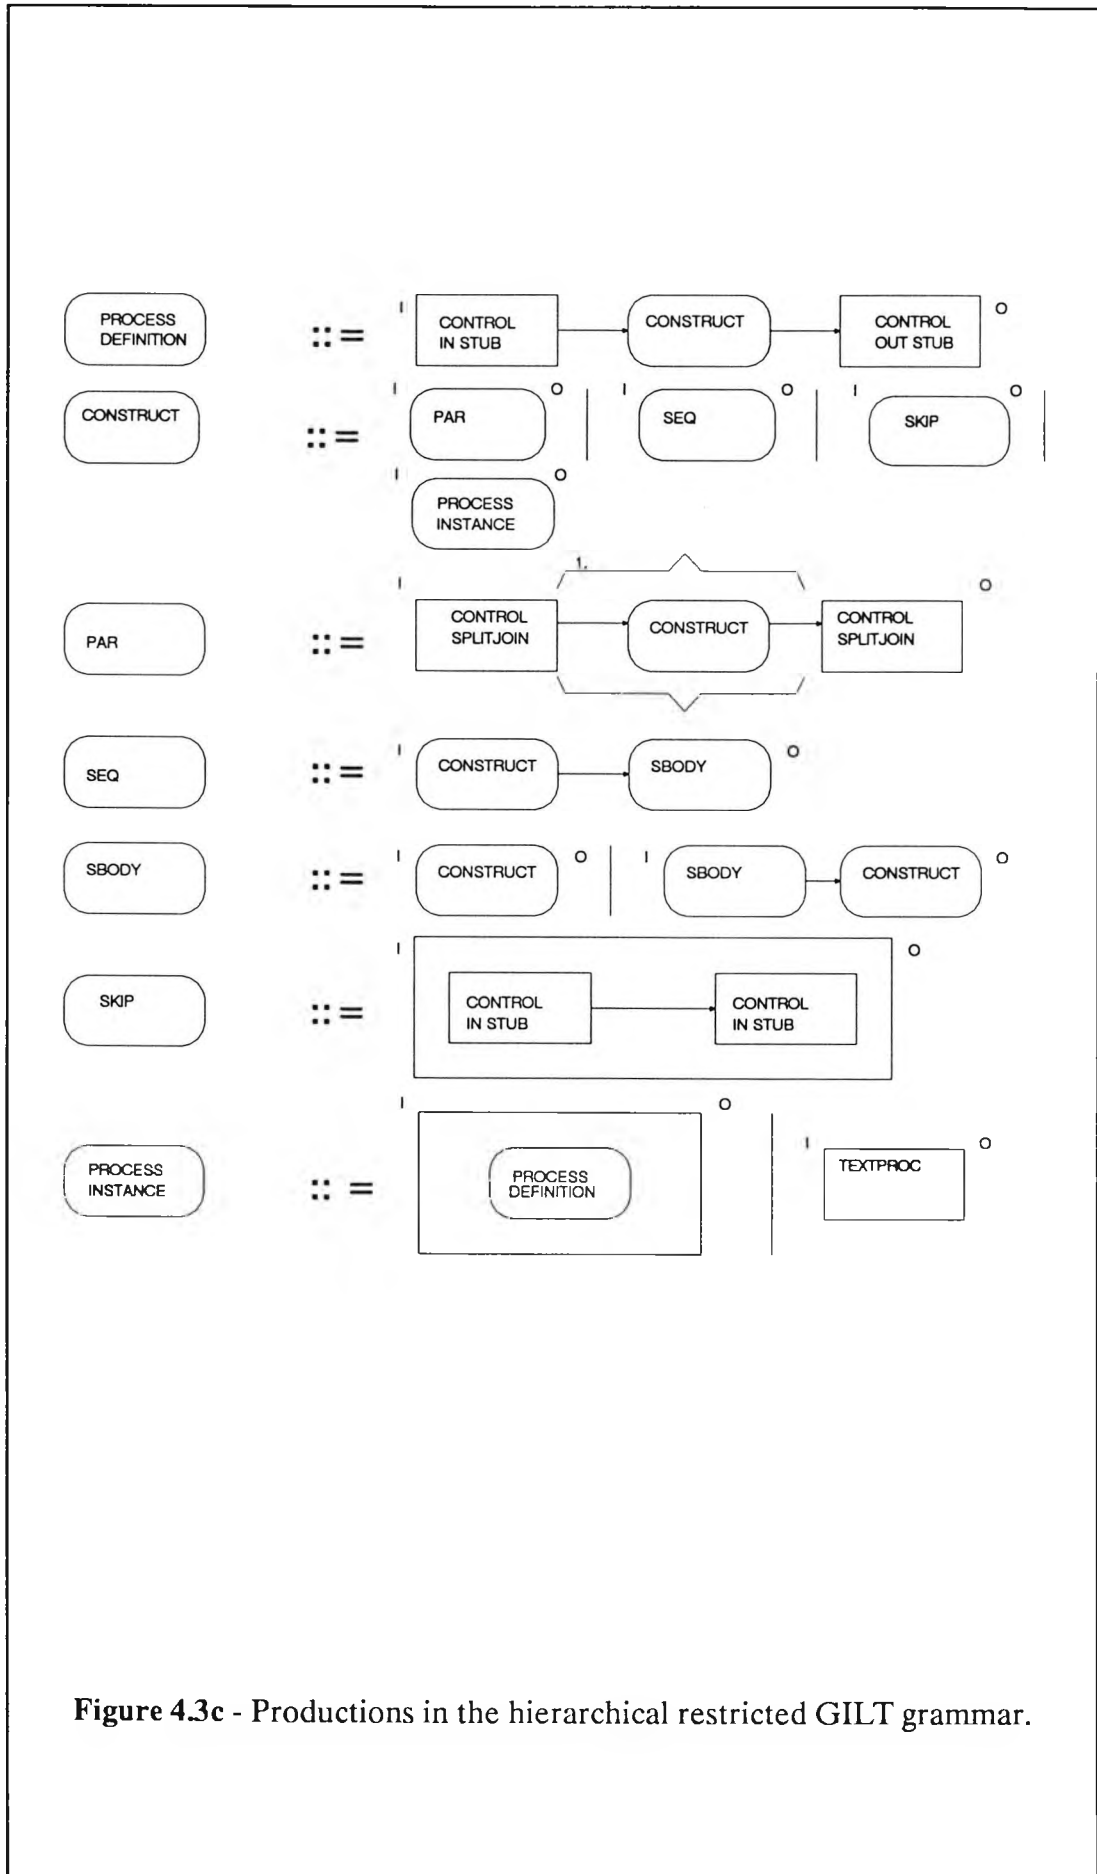 PROCESS
DEFINITION
::=
I
CONTROL
IN STUB
CONSTRUCT
CONTROL
OUT STUB
O
CONSTRUCT
::=
I
PAR
O
I
SEQ
O
I
SKIP
O
I
PROCESS
INSTANCE
O
PAR
::=
I
CONTROL
SPLITJOIN
1.
CONSTRUCT
CONTROL
SPLITJOIN
O
SEQ
::=
I
CONSTRUCT
SBODY
O
SBODY
::=
I
CONSTRUCT
O
I
SBODY
CONSTRUCT
O
SKIP
::=
I
CONTROL
IN STUB
CONTROL
IN STUB
O
PROCESS
INSTANCE
:: =
I
PROCESS
DEFINITION
O
I
TEXTPROC
O
Figure 4.3c - Productions in the hierarchical restricted GILT grammar.